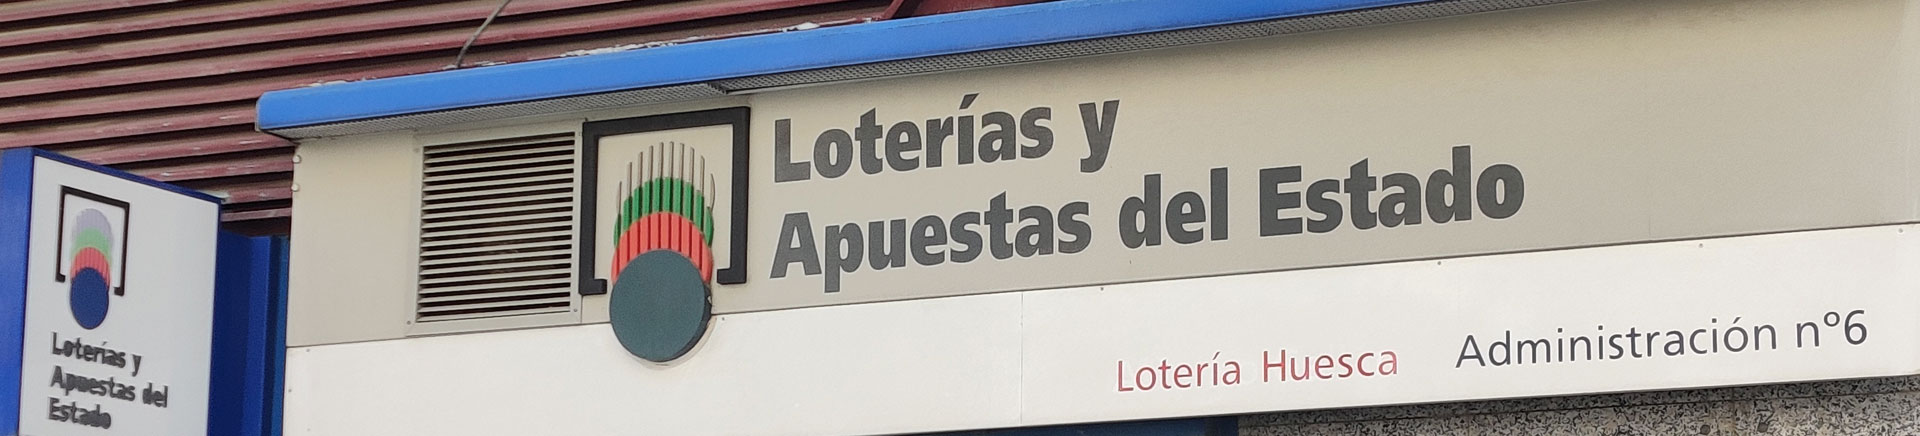 Loterías y
Apuestas del Estado
Lotería Huesca Administración nº6
Loterías y
Apuestas del
Estado